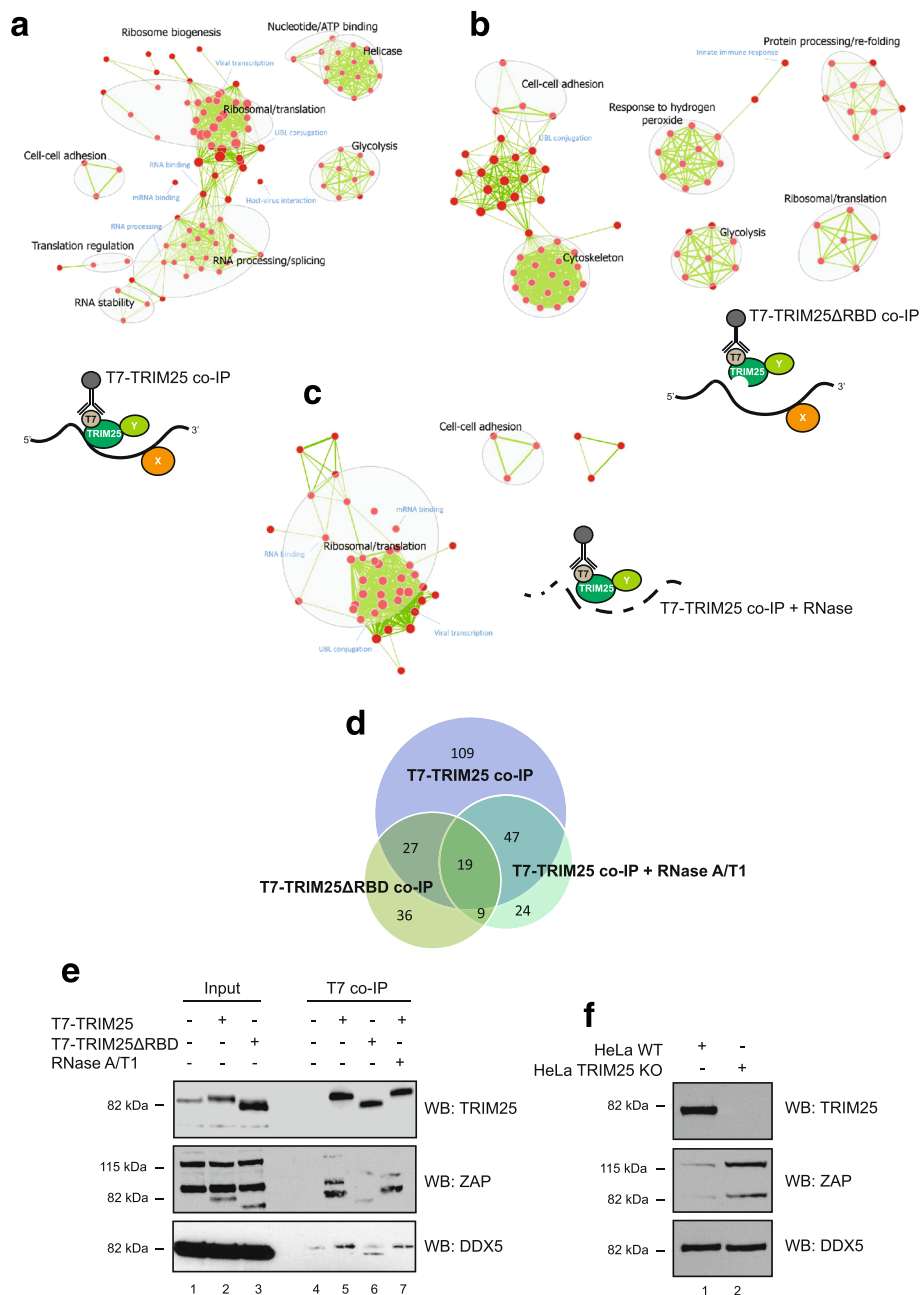 a
Ribosome biogenesis
Nucleotide/ATP binding
Helicase
Viral transcription
Ribosomal/translation
UBL conjugation
Cell-cell adhesion
RNA binding
Glycolysis
mRNA binding
Host-virus interaction
RNA processing
Translation regulation
RNA processing/splicing
RNA stability
T7-TRIM25 co-IP
T7
Y
TRIM25
5'
3'
X
b
Innate immune response
Protein processing/re-folding
Cell-cell adhesion
Response to hydrogen
peroxide
UBL conjugation
Ribosomal/translation
Glycolysis
Cytoskeleton
T7-TRIM25ΔRBD co-IP
T7
Y
TRIM25
5'
3'
X
c
Cell-cell adhesion
mRNA binding
RNA binding
Ribosomal/translation
Viral transcription
UBL conjugation
T7
Y
TRIM25
T7-TRIM25 co-IP + RNase
d
109
T7-TRIM25 co-IP
27
47
19
T7-TRIM25 co-IP + RNase A/T1
T7-TRIM25ΔRBD co-IP
36
9
24
e
Input T7 co-IP
T7-TRIM25 - + - - + - +
T7-TRIM25ΔRBD - - + - - + -
RNase A/T1 - - - - - - +
82 kDa WB: TRIM25
115 kDa
WB: ZAP
82 kDa
82 kDa WB: DDX5
1 2 3 4 5 6 7
f
HeLa WT + -
HeLa TRIM25 KO - +
82 kDa WB: TRIM25
115 kDa
WB: ZAP
82 kDa
82 kDa WB: DDX5
1 2